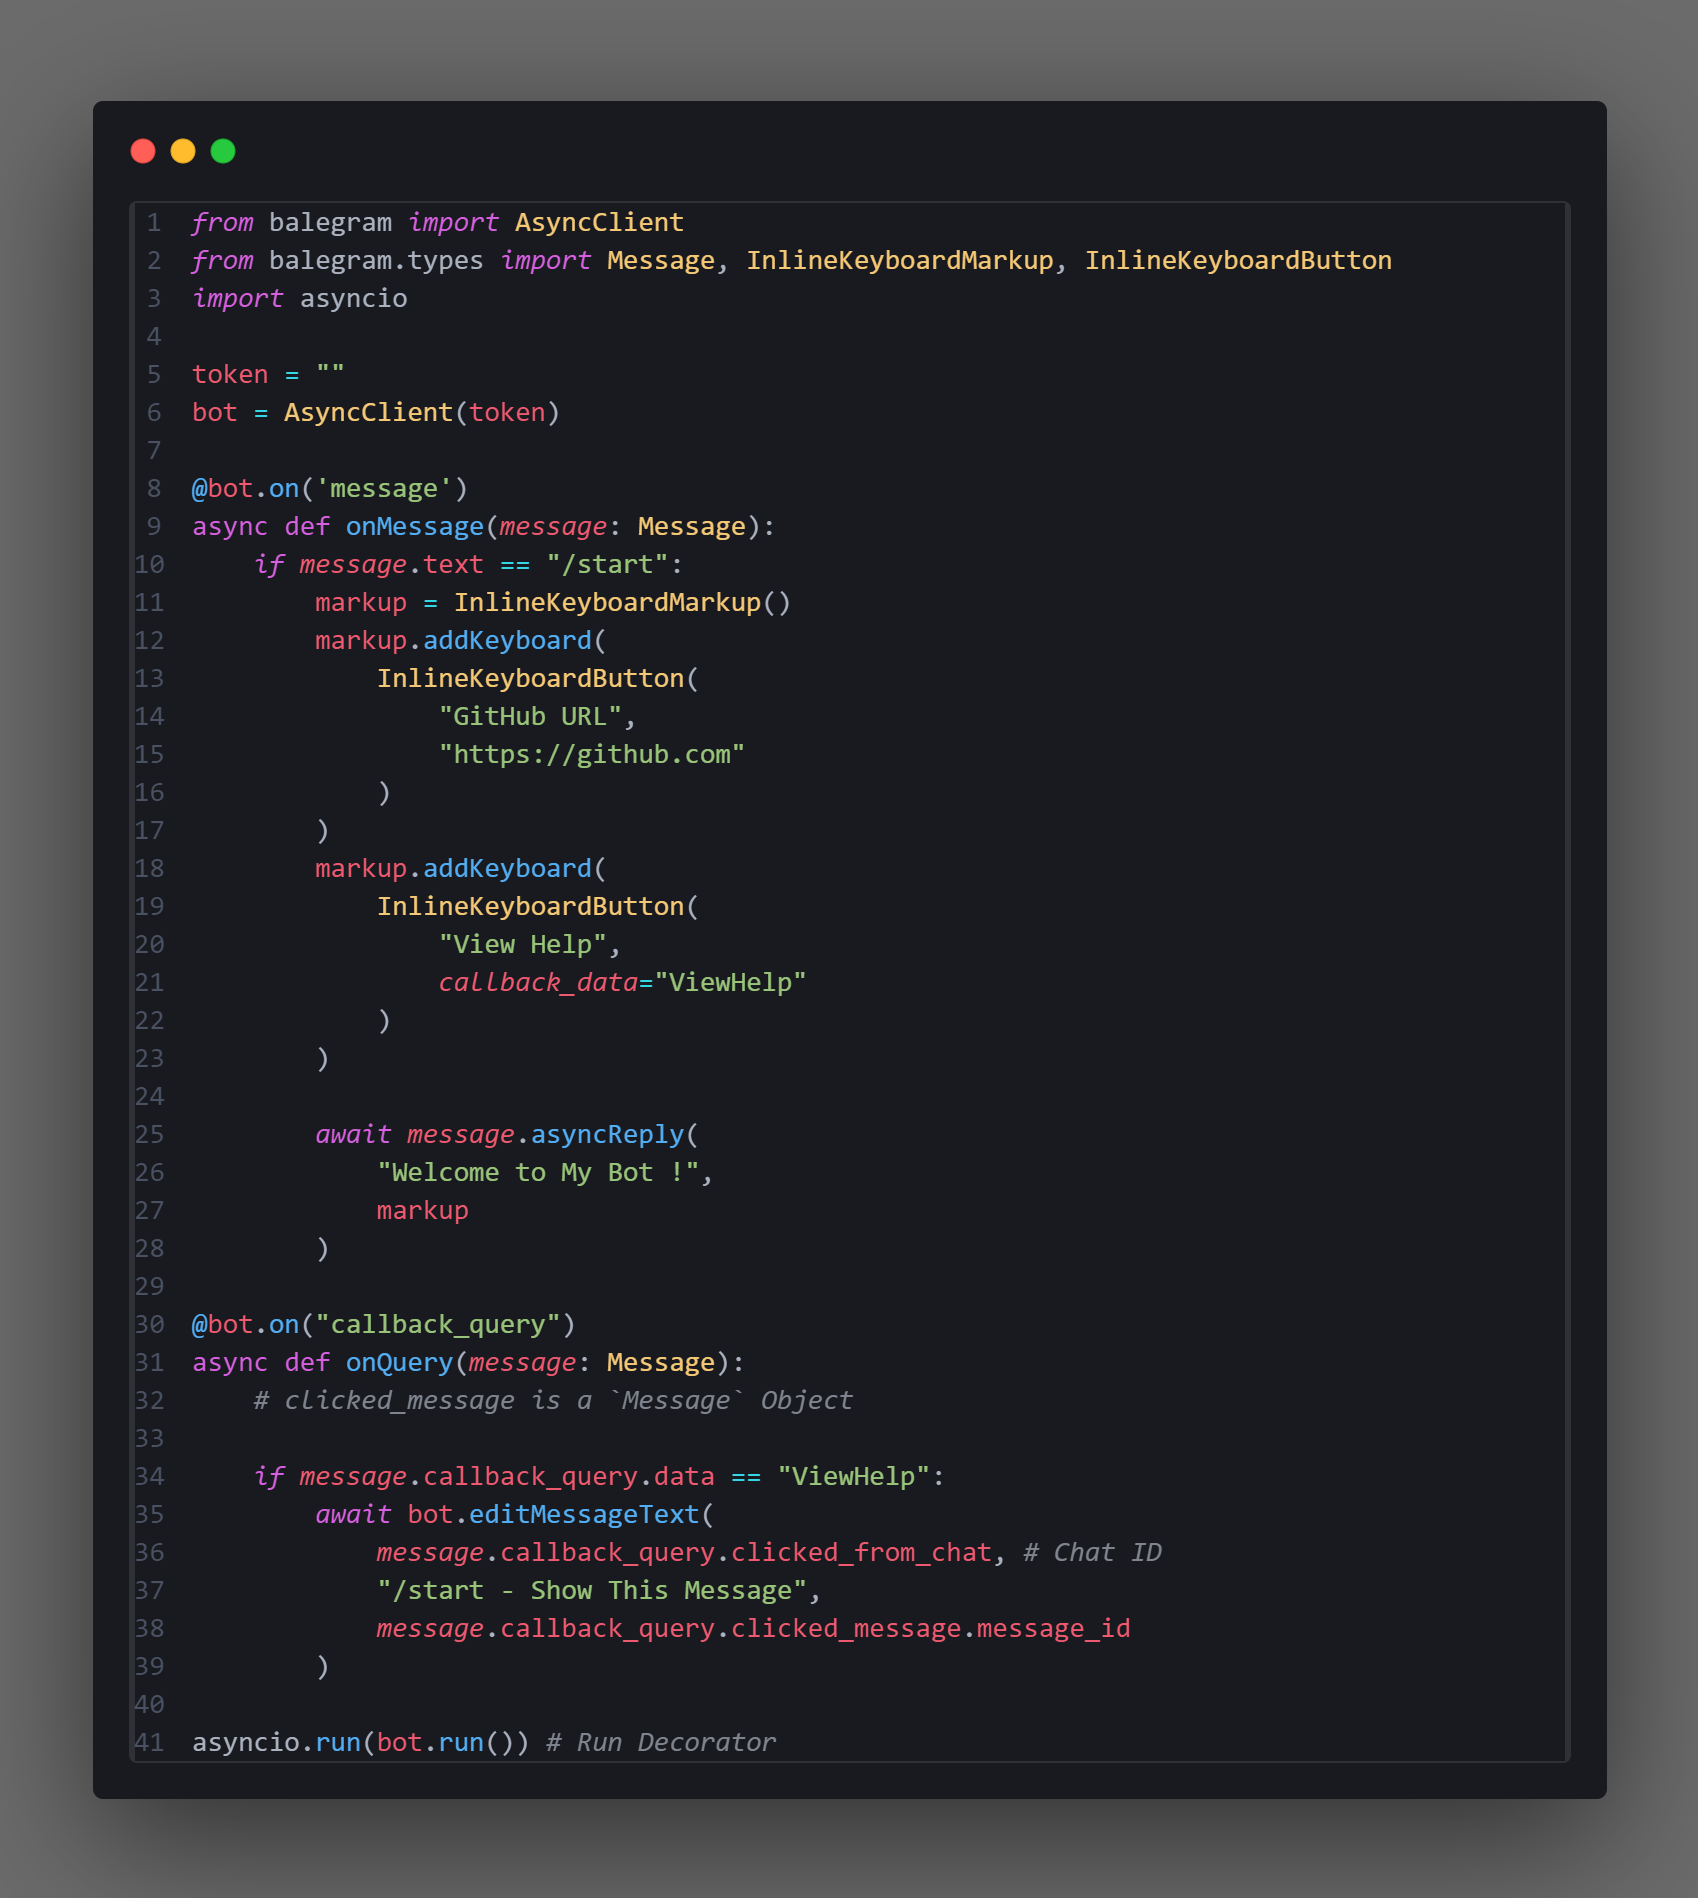 1 from balegram import AsyncClient
2 from balegram.types import Message, InlineKeyboardMarkup, InlineKeyboardButton
3 import asyncio
4
5 token = ""
6 bot = AsyncClient(token)
7
8 @bot.on('message')
9 async def onMessage(message: Message):
10     if message.text == "/start":
11         markup = InlineKeyboardMarkup()
12         markup.addKeyboard(
13             InlineKeyboardButton(
14                 "GitHub URL",
15                 "https://github.com"
16             )
17         )
18         markup.addKeyboard(
19             InlineKeyboardButton(
20                 "View Help",
21                 callback_data="ViewHelp"
22             )
23         )
24
25         await message.asyncReply(
26             "Welcome to My Bot !",
27             markup
28         )
29
30 @bot.on("callback_query")
31 async def onQuery(message: Message):
32     # clicked_message is a `Message` Object
33
34     if message.callback_query.data == "ViewHelp":
35         await bot.editMessageText(
36             message.callback_query.clicked_from_chat, # Chat ID
37             "/start - Show This Message",
38             message.callback_query.clicked_message.message_id
39         )
40
41 asyncio.run(bot.run()) # Run Decorator